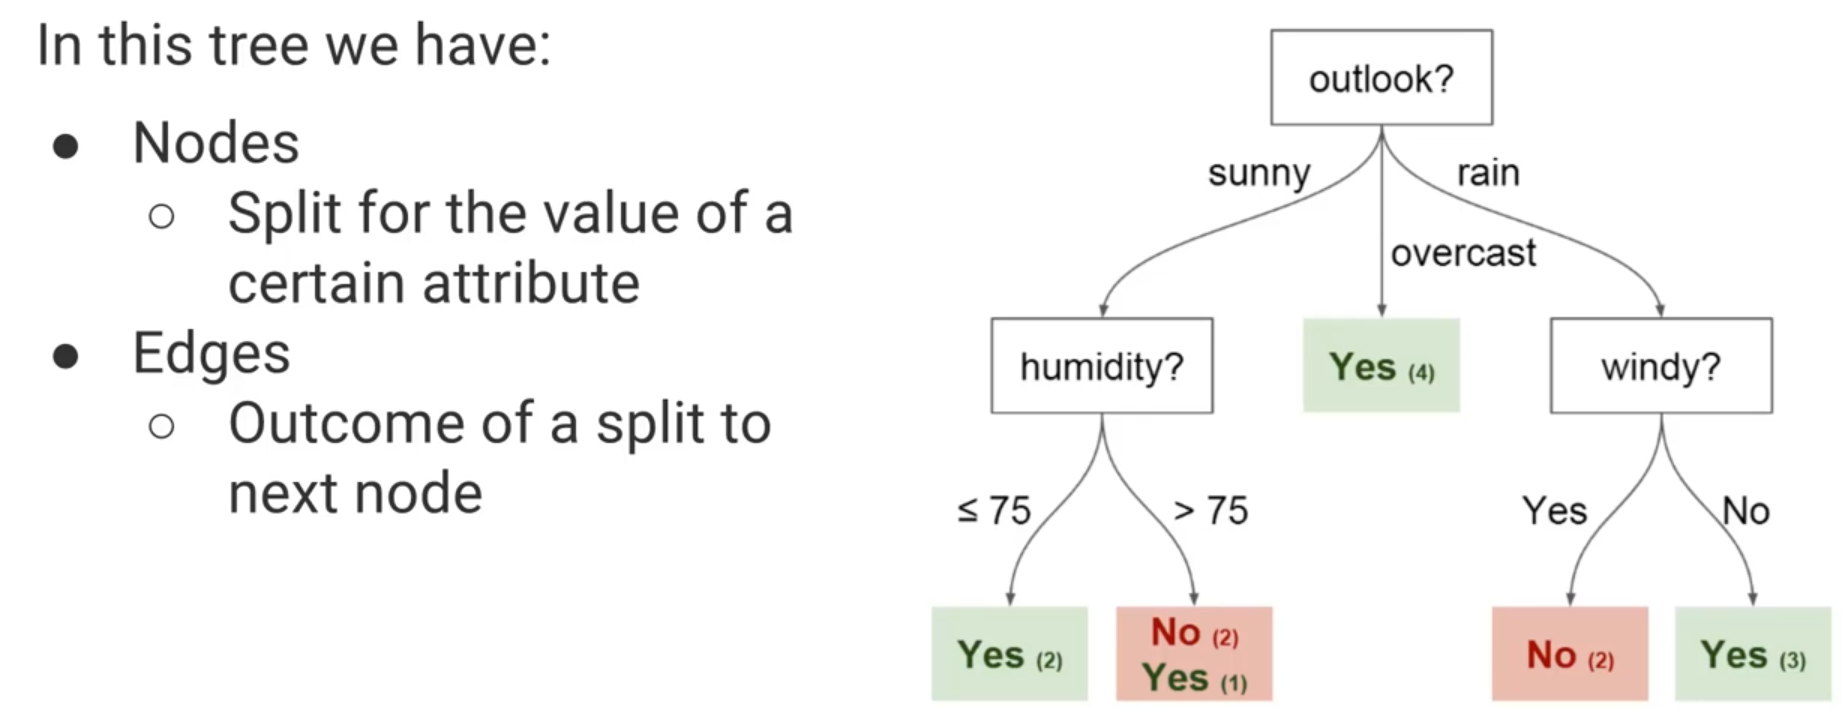 In this tree we have:
● Nodes
○ Split for the value of a
certain attribute
● Edges
○ Outcome of a split to
next node
outlook?
sunny
rain
overcast
humidity?
Yes (4)
windy?
≤ 75
> 75
Yes
No
Yes (2)
No (2)
Yes (1)
No (2)
Yes (3)